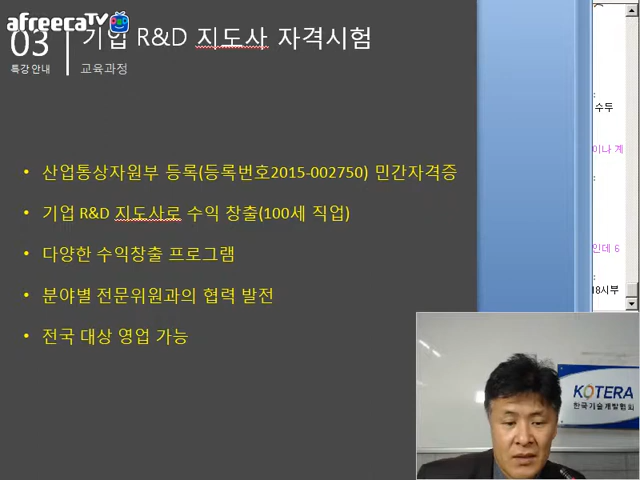 afreecaTV
03
특강 안내
기업 R&D 지도사 자격시험
교육과정
• 산업통상자원부 등록(등록번호2015-002750) 민간자격증
• 기업 R&D 지도사로 수익 창출(100세 직업)
• 다양한 수익창출 프로그램
• 분야별 전문위원과의 협력 발전
• 전국 대상 영업 가능
:
수두
이나 계
:
인데 6
:
18시부
KOTERA
한국기술개발협회